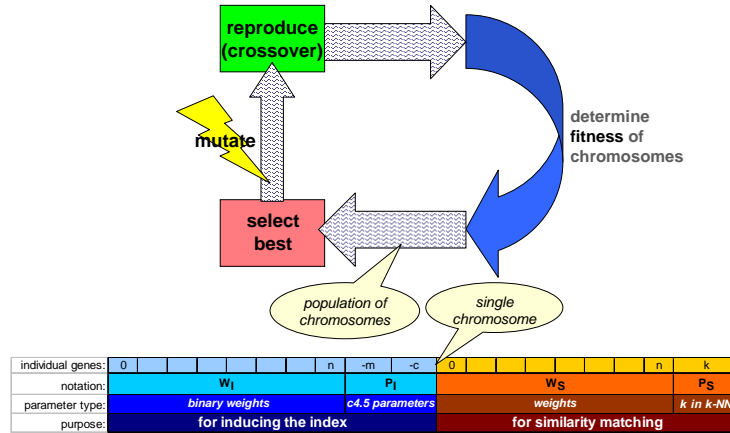 reproduce
(crossover)
determine
fitness of
chromosomes
mutate
select
best
population of
chromosomes
single
chromosome
individual genes: 0 n -m -c 0 n k
notation: WI PI WS PS
parameter type: binary weights c4.5 parameters weights k in k-NN
purpose: for inducing the index for similarity matching